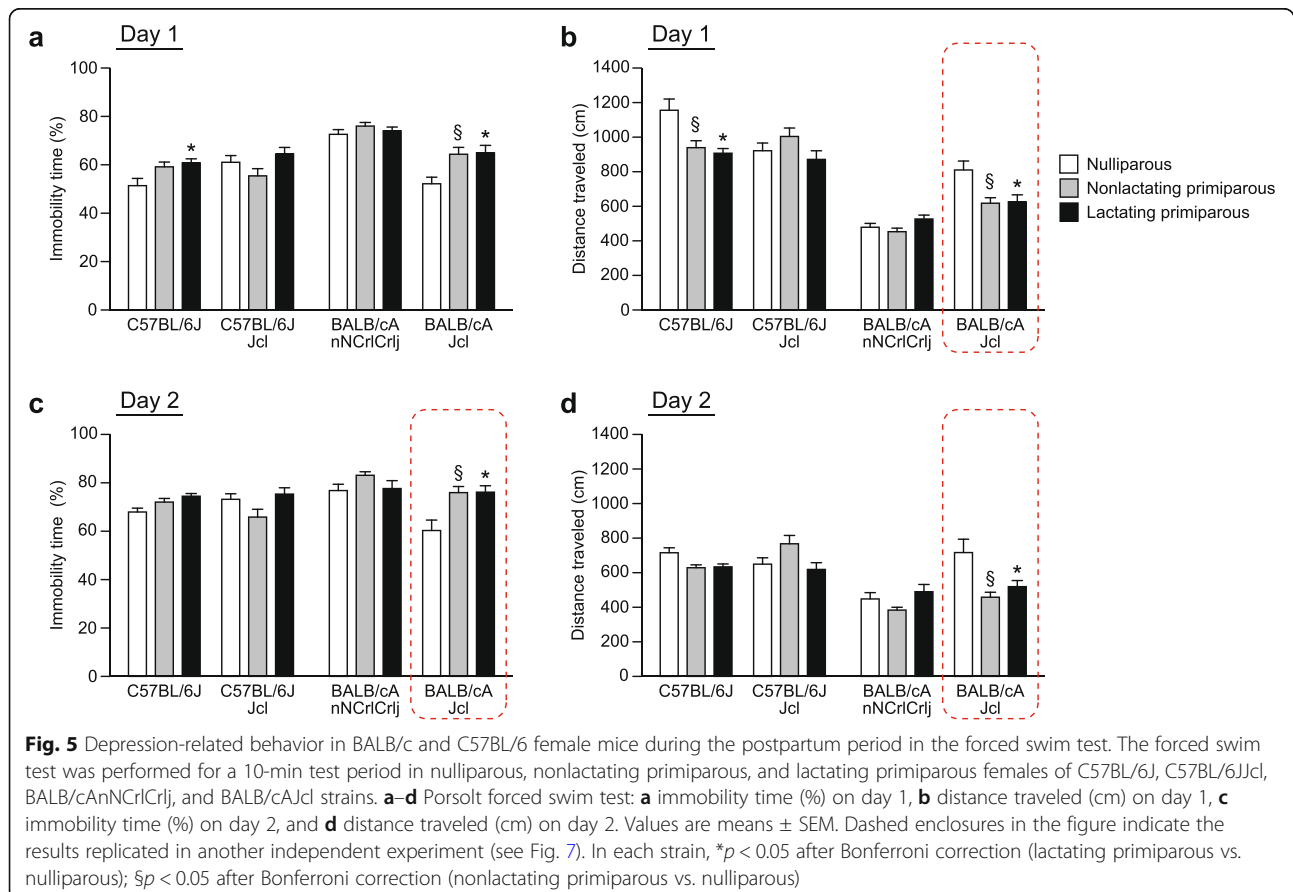 a Day 1
100
80
60
40
20
0
Immobility time (%)
* § *
C57BL/6J C57BL/6J BALB/cA BALB/cA
Jcl nNCrlCrlj Jcl
b Day 1
1400
1200
1000
800
600
400
200
0
Distance traveled (cm)
§ * § *
C57BL/6J C57BL/6J BALB/cA BALB/cA
Jcl nNCrlCrlj Jcl
Nulliparous
Nonlactating primiparous
Lactating primiparous
c Day 2
100
80
60
40
20
0
Immobility time (%)
§ *
C57BL/6J C57BL/6J BALB/cA BALB/cA
Jcl nNCrlCrlj Jcl
d Day 2
1400
1200
1000
800
600
400
200
0
Distance traveled (cm)
§ *
C57BL/6J C57BL/6J BALB/cA BALB/cA
Jcl nNCrlCrlj Jcl
Fig. 5 Depression-related behavior in BALB/c and C57BL/6 female mice during the postpartum period in the forced swim test. The forced swim
test was performed for a 10-min test period in nulliparous, nonlactating primiparous, and lactating primiparous females of C57BL/6J, C57BL/6JJcl,
BALB/cAnNCrlCrlj, and BALB/cAJcl strains. a–d Porsolt forced swim test: a immobility time (%) on day 1, b distance traveled (cm) on day 1, c
immobility time (%) on day 2, and d distance traveled (cm) on day 2. Values are means ± SEM. Dashed enclosures in the figure indicate the
results replicated in another independent experiment (see Fig. 7). In each strain, *p < 0.05 after Bonferroni correction (lactating primiparous vs.
nulliparous); §p < 0.05 after Bonferroni correction (nonlactating primiparous vs. nulliparous)